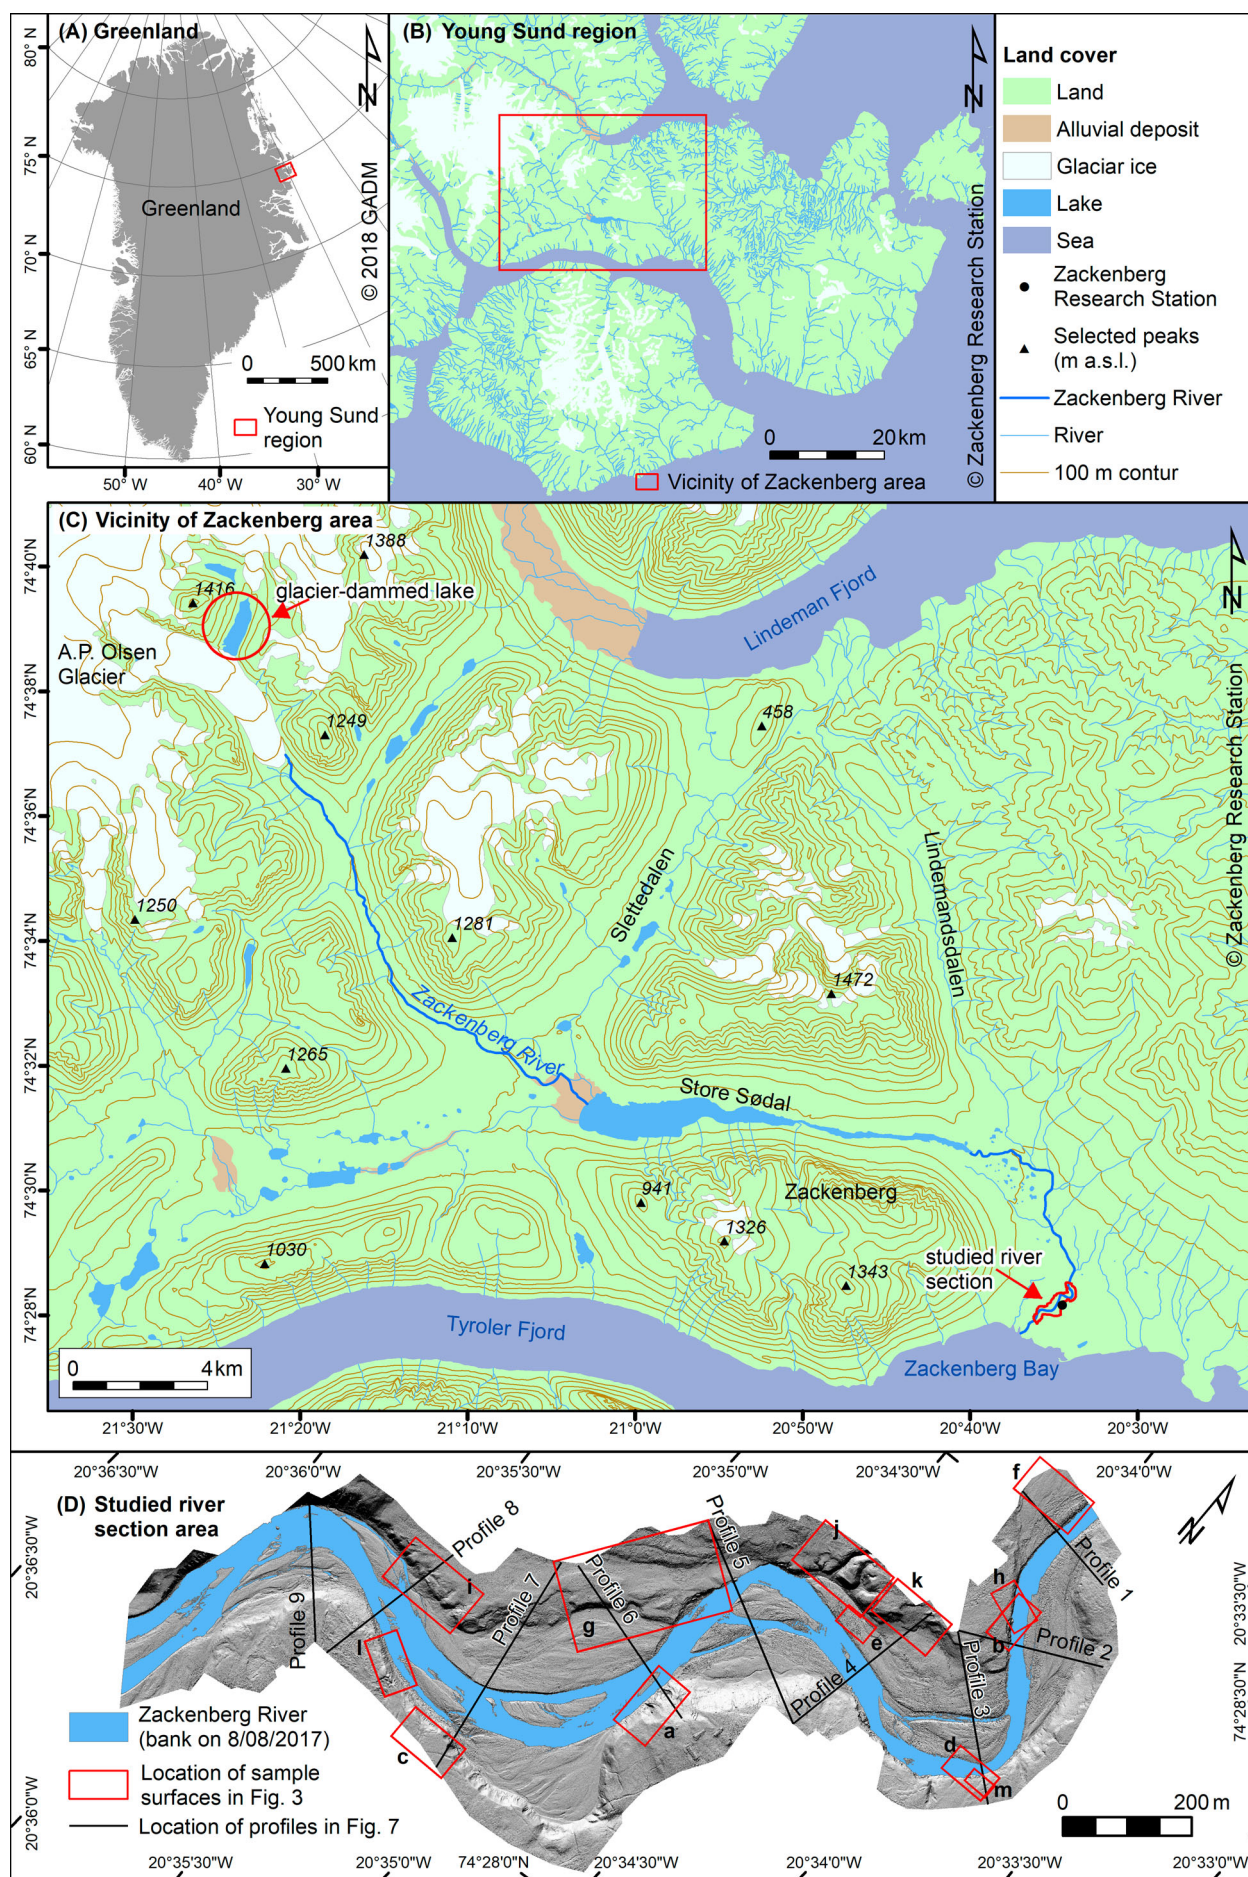 (A) Greenland
80° N
75° N
70° N
65° N
60° N
N
Greenland
© 2018 GADM
0 500 km
Young Sund
region
50° W 40° W 30° W
(B) Young Sund region
N
0 20 km
Vicinity of Zackenberg area
© Zackenberg Research Station
Land cover
Land
Alluvial deposit
Glaciar ice
Lake
Sea
Zackenberg
Research Station
Selected peaks
(m a.s.l.)
Zackenberg River
River
100 m contur
(C) Vicinity of Zackenberg area
1388
1416
glacier-dammed lake
A.P. Olsen
Glacier
1249
458
Lindeman Fjord
N
© Zackenberg Research Station
74°40'N
74°38'N
74°36'N
74°34'N
74°32'N
74°30'N
74°28'N
1250
1281
Slettedalen
Lindemandsdalen
1472
Zackenberg River
1265
Store Sødal
941
Zackenberg
1326
1030
1343
studied river
section
Tyroler Fjord
Zackenberg Bay
0 4 km
21°30'W 21°20'W 21°10'W 21°0'W 20°50'W 20°40'W 20°30'W
20°36'30"W 20°36'0"W 20°35'30"W 20°35'0"W 20°34'30"W 20°34'0"W
(D) Studied river
section area
N
20°36'30"W
20°36'0"W
20°33'30"W
74°28'30"N
f
Profile 1
h
b
Profile 2
Profile 3
k
j
e
Profile 4
Profile 5
Profile 6
g
Profile 7
Profile 8
i
Profile 9
l
c
a
d
m
Zackenberg River
(bank on 8/08/2017)
Location of sample
surfaces in Fig. 3
Location of profiles in Fig. 7
0 200 m
20°35'30"W 20°35'0"W 74°28'0"N 20°34'30"W 20°34'0"W 20°33'30"W 20°33'0"W